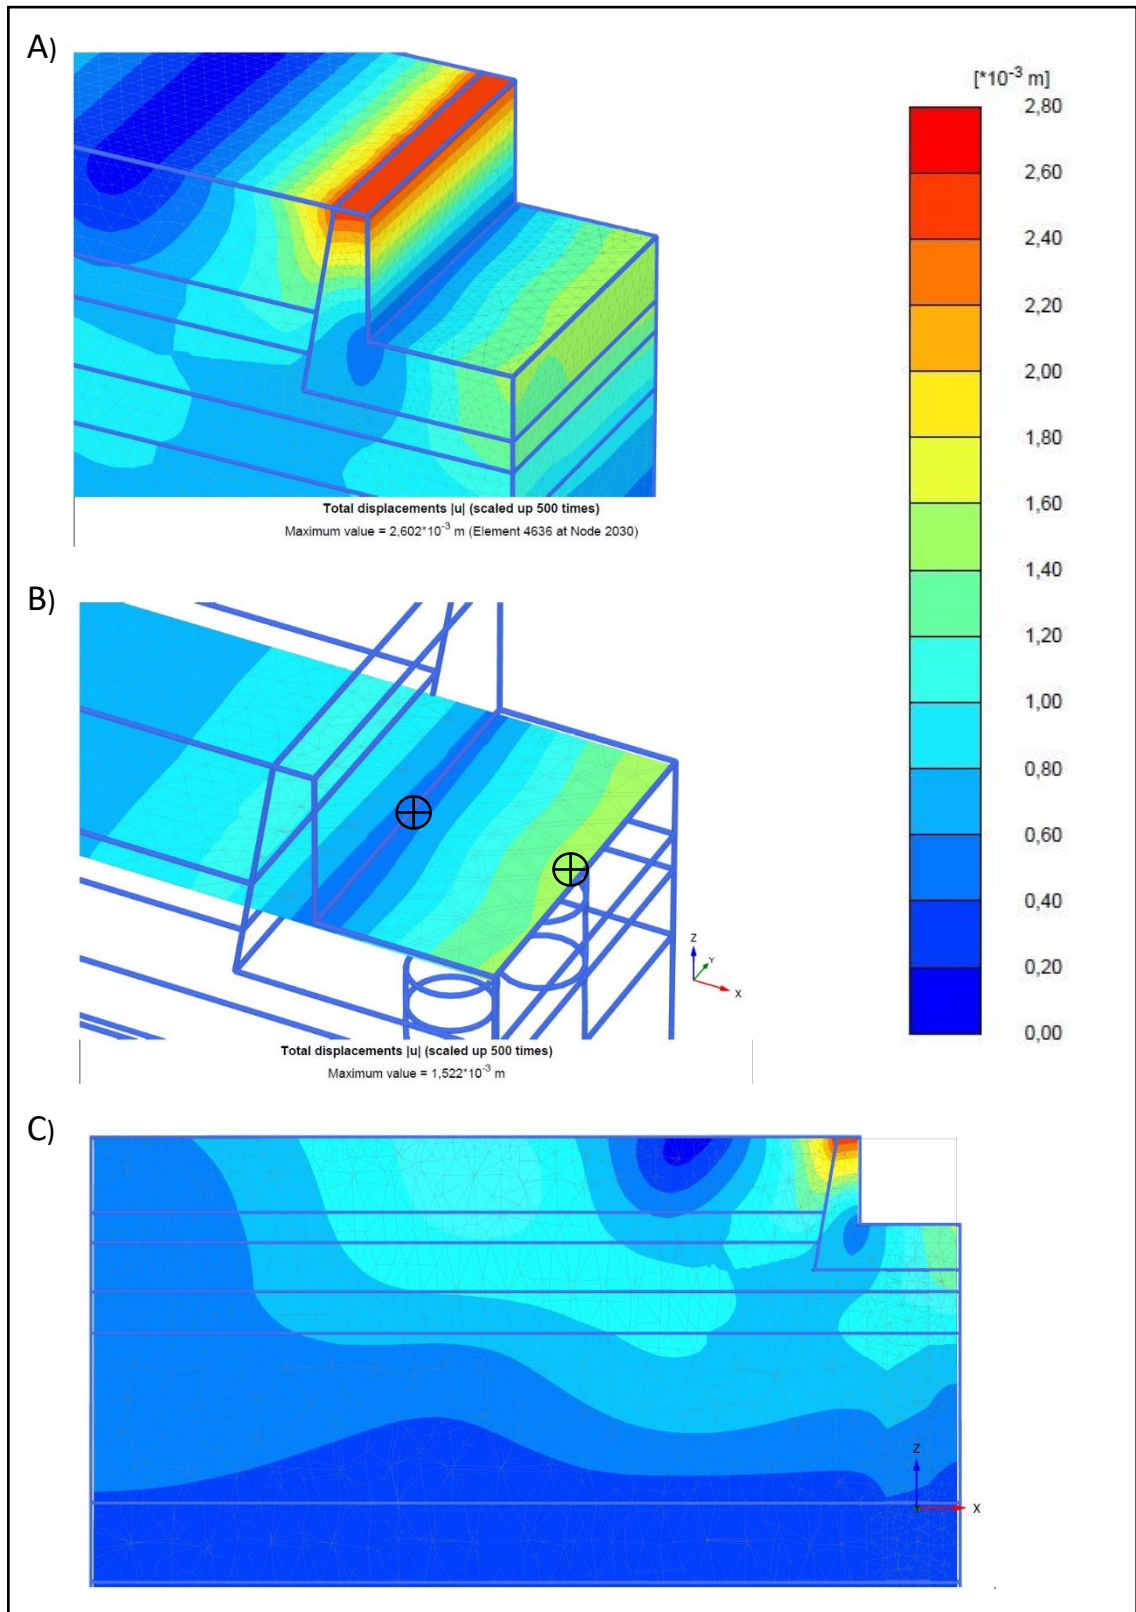 A)
[*10-3 m]
2,80
2,60
2,40
2,20
2,00
1,80
1,60
1,40
1,20
1,00
0,80
0,60
0,40
0,20
0,00
Total displacements |u| (scaled up 500 times)
Maximum value = 2,602*10-3 m (Element 4636 at Node 2030)
B)
Z
Y
X
Total displacements |u| (scaled up 500 times)
Maximum value = 1,522*10-3 m
C)
Z
X